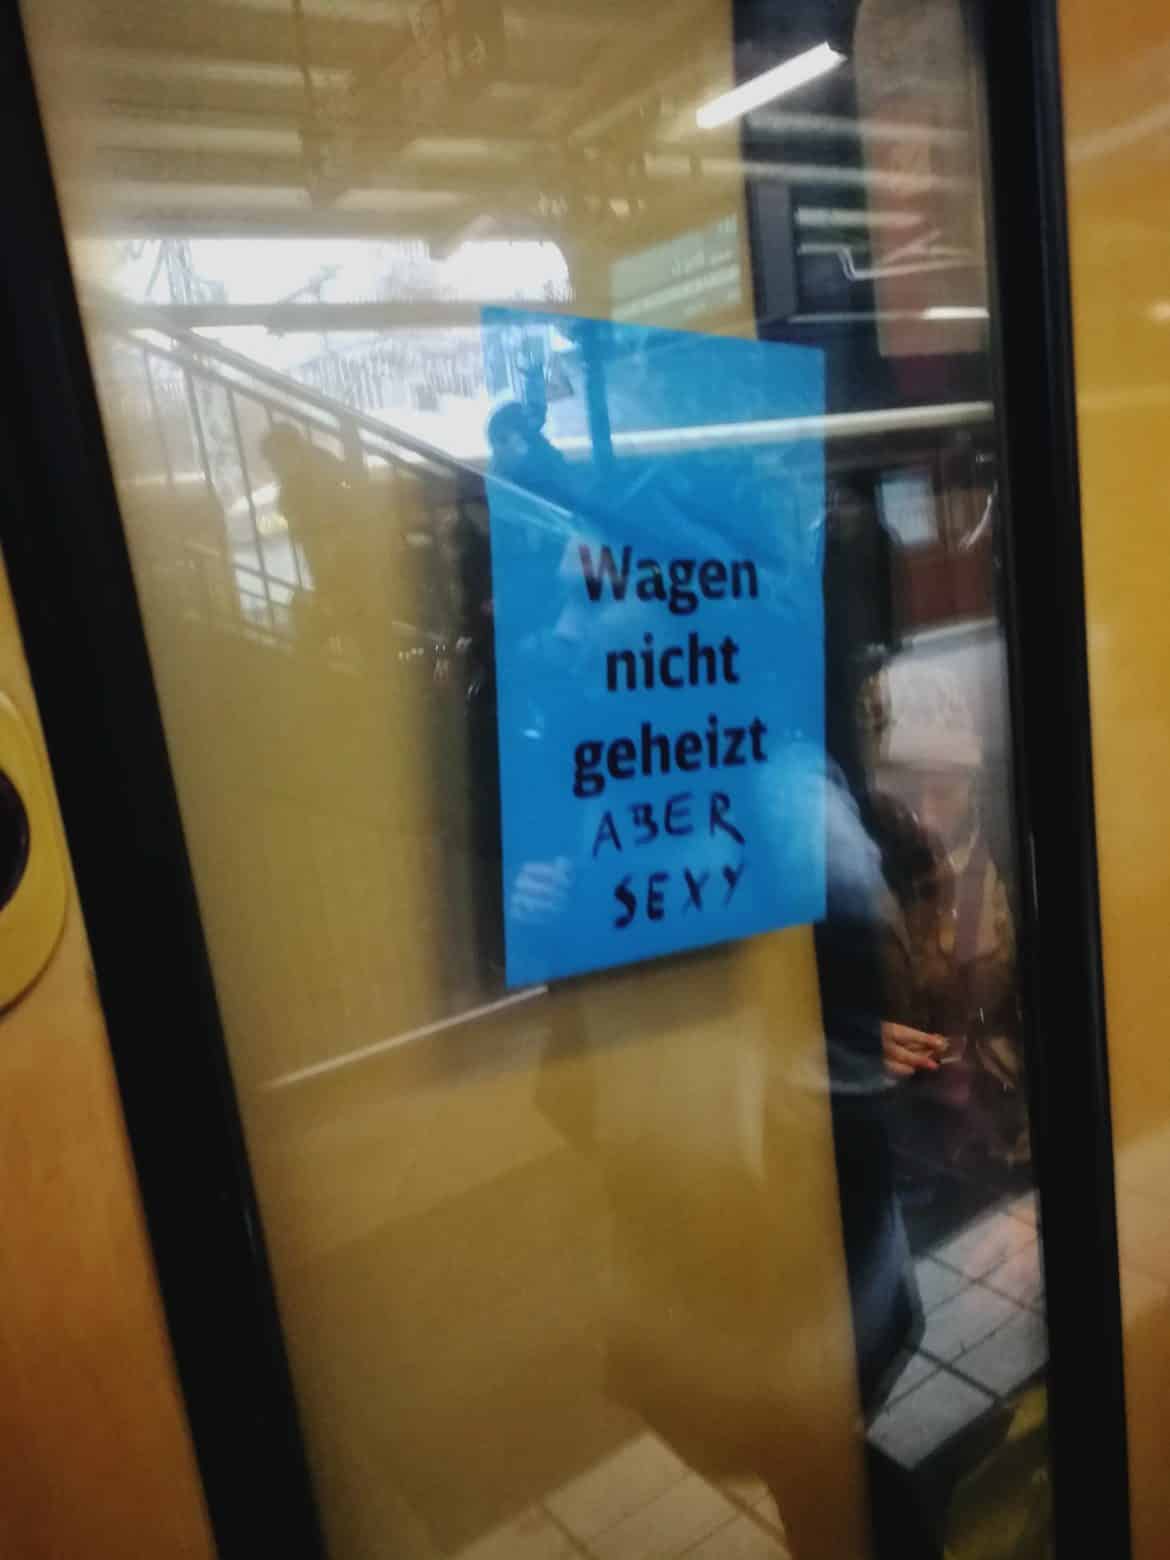 Wagen
nicht
geheizt
ABER
SEXY